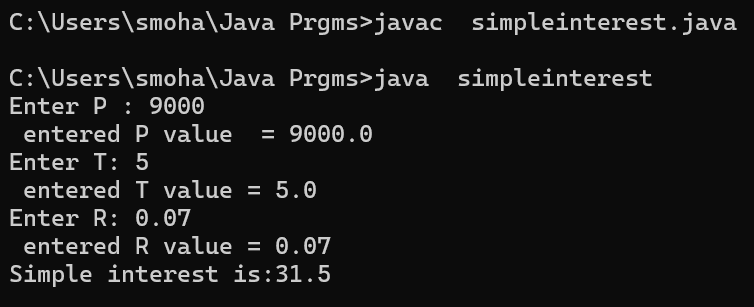 C:\Users\smoha\Java Prgms>javac  simpleinterest.java
C:\Users\smoha\Java Prgms>java  simpleinterest
Enter P : 9000
 entered P value  = 9000.0
Enter T: 5
 entered T value = 5.0
Enter R: 0.07
 entered R value = 0.07
Simple interest is:31.5